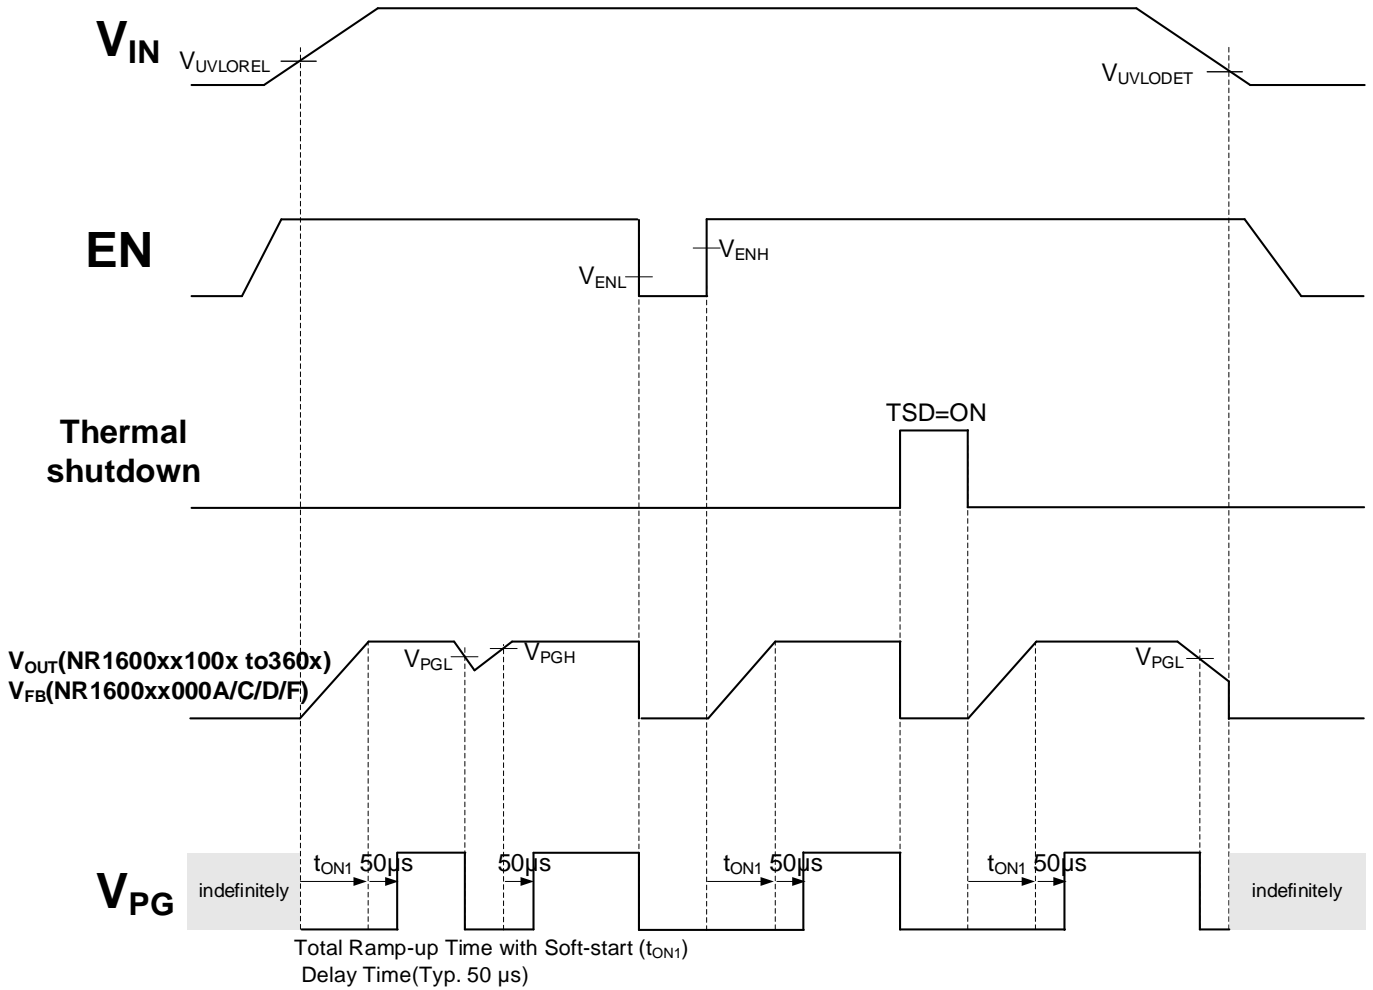 VIN
VUVLOREL
VUVLODET
EN
VENL
VENH
TSD=ON
Thermal
shutdown
VOUT(NR1600xx100x to360x)
VFB(NR1600xx000A/C/D/F)
VPGL
VPGH
VPGL
VPG
indefinitely
tON1 50µs
50µs
tON1 50µs
tON1 50µs
indefinitely
Total Ramp-up Time with Soft-start (tON1)
Delay Time(Typ. 50 µs)